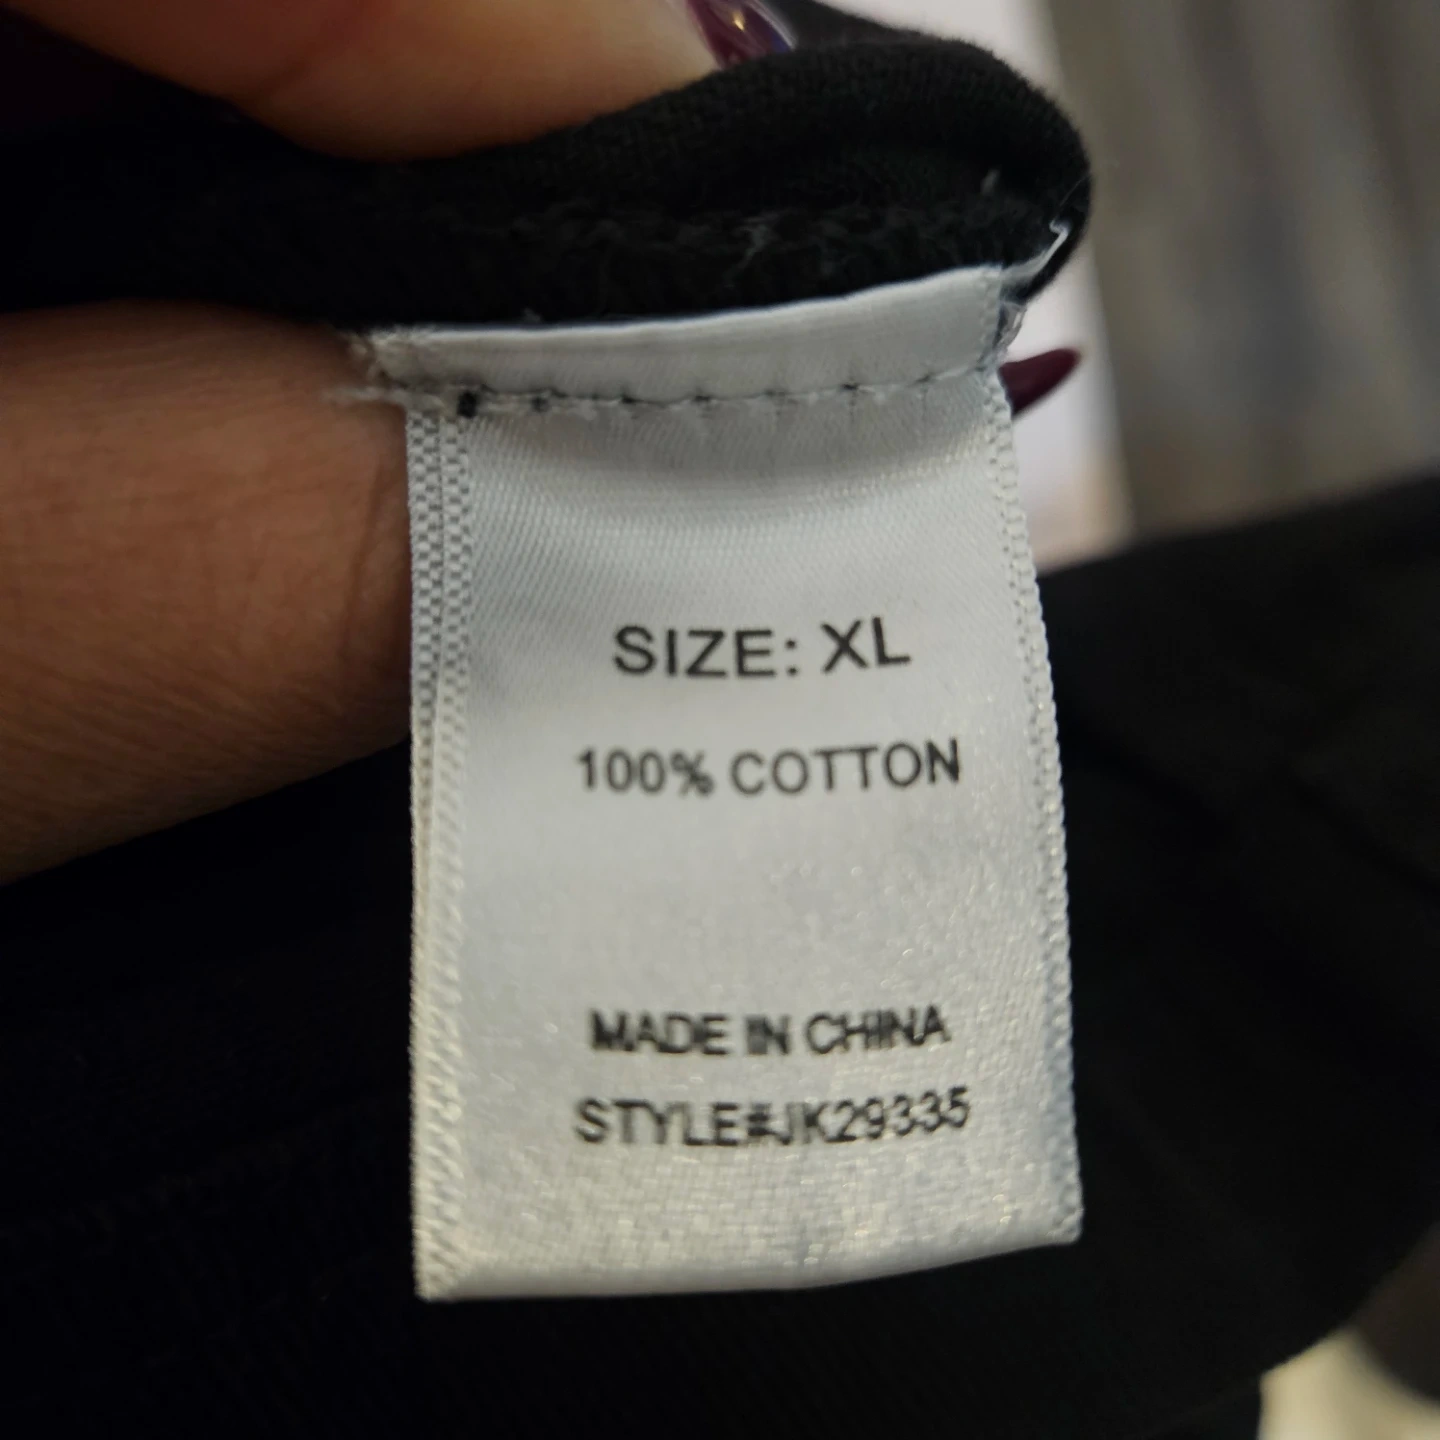 SIZE: XL
100% COTTON
MADE IN CHINA
STYLE#JK29335